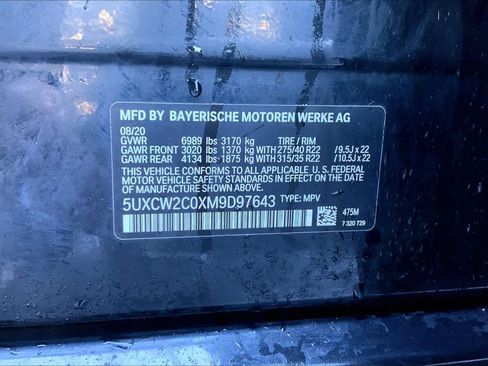 MFD BY BAYERISCHE MOTOREN WERKE AG
08/20
GVWR 6989 lbs 3170 kg TIRE / RIM
GAWR FRONT 3020 lbs 1370 kg WITH 275/40 R22 / 9.5J x 22
GAWR REAR 4134 lbs 1875 kg WITH 315/35 R22 / 10.5J x 22
THIS VEHICLE CONFORMS TO ALL APPLICABLE U. S. FEDERAL
MOTOR VEHICLE SAFETY STANDARDS IN EFFECT ON THE
DATE OF MANUFACTURE SHOWN ABOVE.
5UXCW2C0XM9D97643 TYPE: MPV
475M
7 320 729